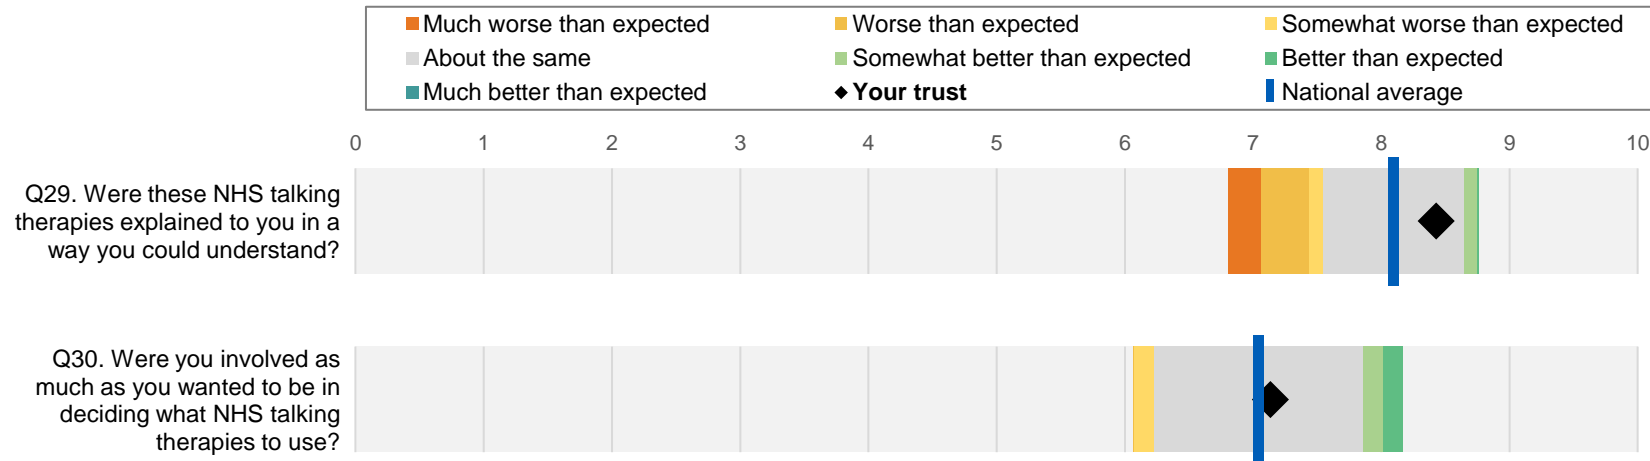 Much worse than expected
Worse than expected
Somewhat worse than expected
About the same
Somewhat better than expected
Better than expected
Much better than expected
Your trust
National average
0 1 2 3 4 5 6 7 8 9 10
Q29. Were these NHS talking
therapies explained to you in a
way you could understand?
Q30. Were you involved as
much as you wanted to be in
deciding what NHS talking
therapies to use?